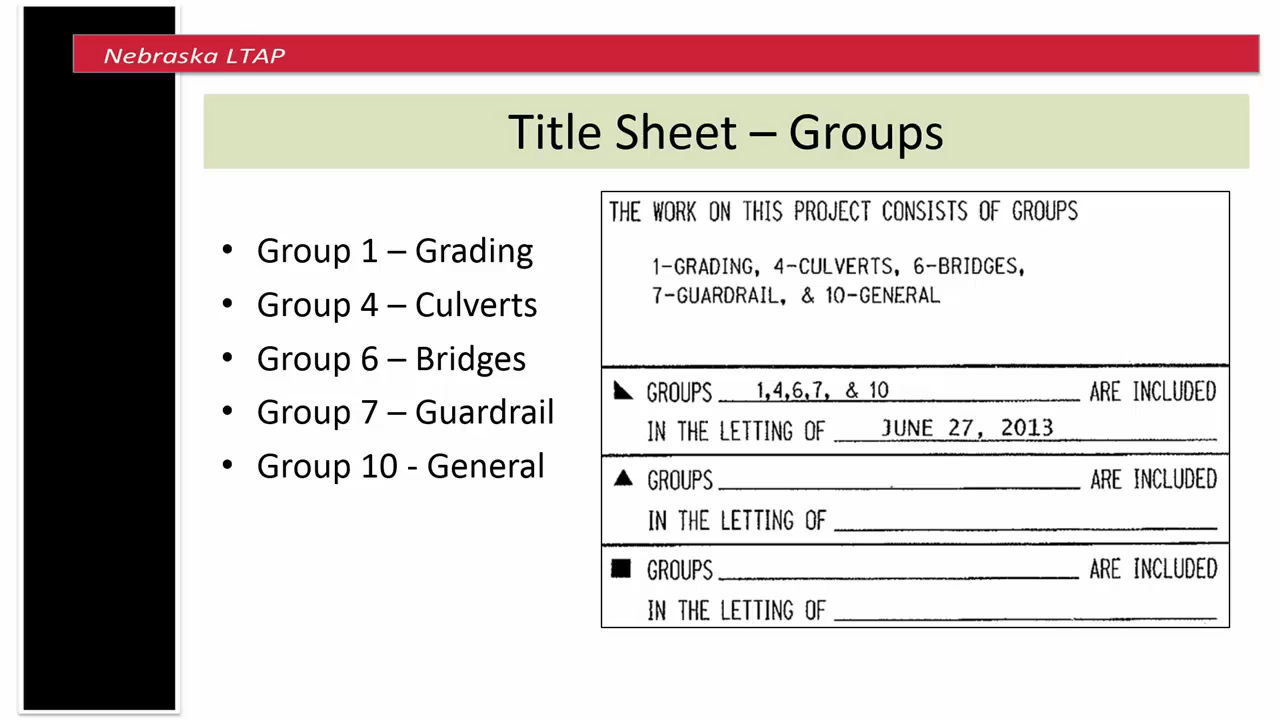 Nebraska LTAP
Title Sheet – Groups
• Group 1 – Grading
• Group 4 – Culverts
• Group 6 – Bridges
• Group 7 – Guardrail
• Group 10 - General
THE WORK ON THIS PROJECT CONSISTS OF GROUPS
1-GRADING, 4-CULVERTS, 6-BRIDGES,
7-GUARDRAIL, & 10-GENERAL
GROUPS 1,4,6,7, & 10 ARE INCLUDED
IN THE LETTING OF JUNE 27, 2013
GROUPS ARE INCLUDED
IN THE LETTING OF
GROUPS ARE INCLUDED
IN THE LETTING OF